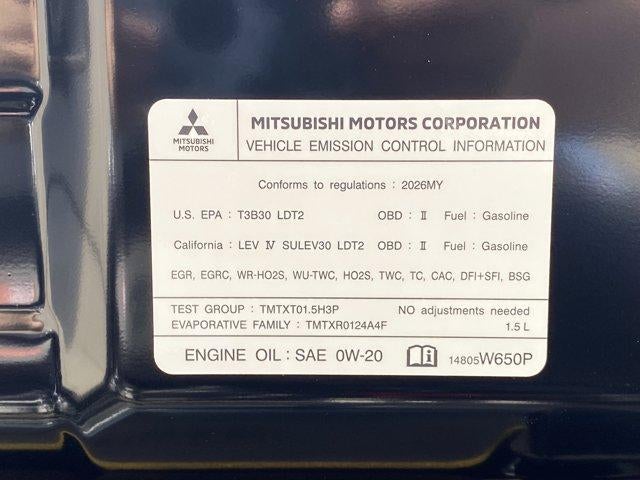 MITSUBISHI MOTORS
MITSUBISHI MOTORS CORPORATION
VEHICLE EMISSION CONTROL INFORMATION
Conforms to regulations : 2026MY
U.S. EPA : T3B30 LDT2 OBD : Ⅱ Fuel : Gasoline
California : LEV Ⅳ SULEV30 LDT2 OBD : Ⅱ Fuel : Gasoline
EGR, EGRC, WR-HO2S, WU-TWC, HO2S, TWC, TC, CAC, DFI+SFI, BSG
TEST GROUP : TMTXT01.5H3P NO adjustments needed
EVAPORATIVE FAMILY : TMTXR0124A4F 1.5 L
ENGINE OIL : SAE 0W-20 14805W650P